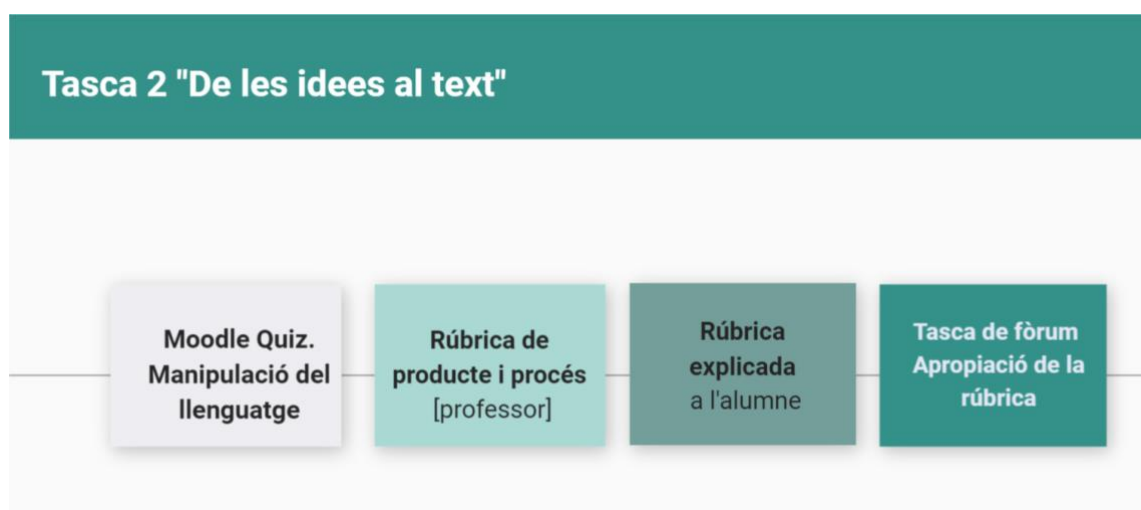 Tasca 2 "De les idees al text"
Moodle Quiz.
Manipulació del
llenguatge
Rúbrica de
producte i procés
[professor]
Rúbrica
explicada
a l'alumne
Tasca de fòrum
Apropiació de la
rúbrica